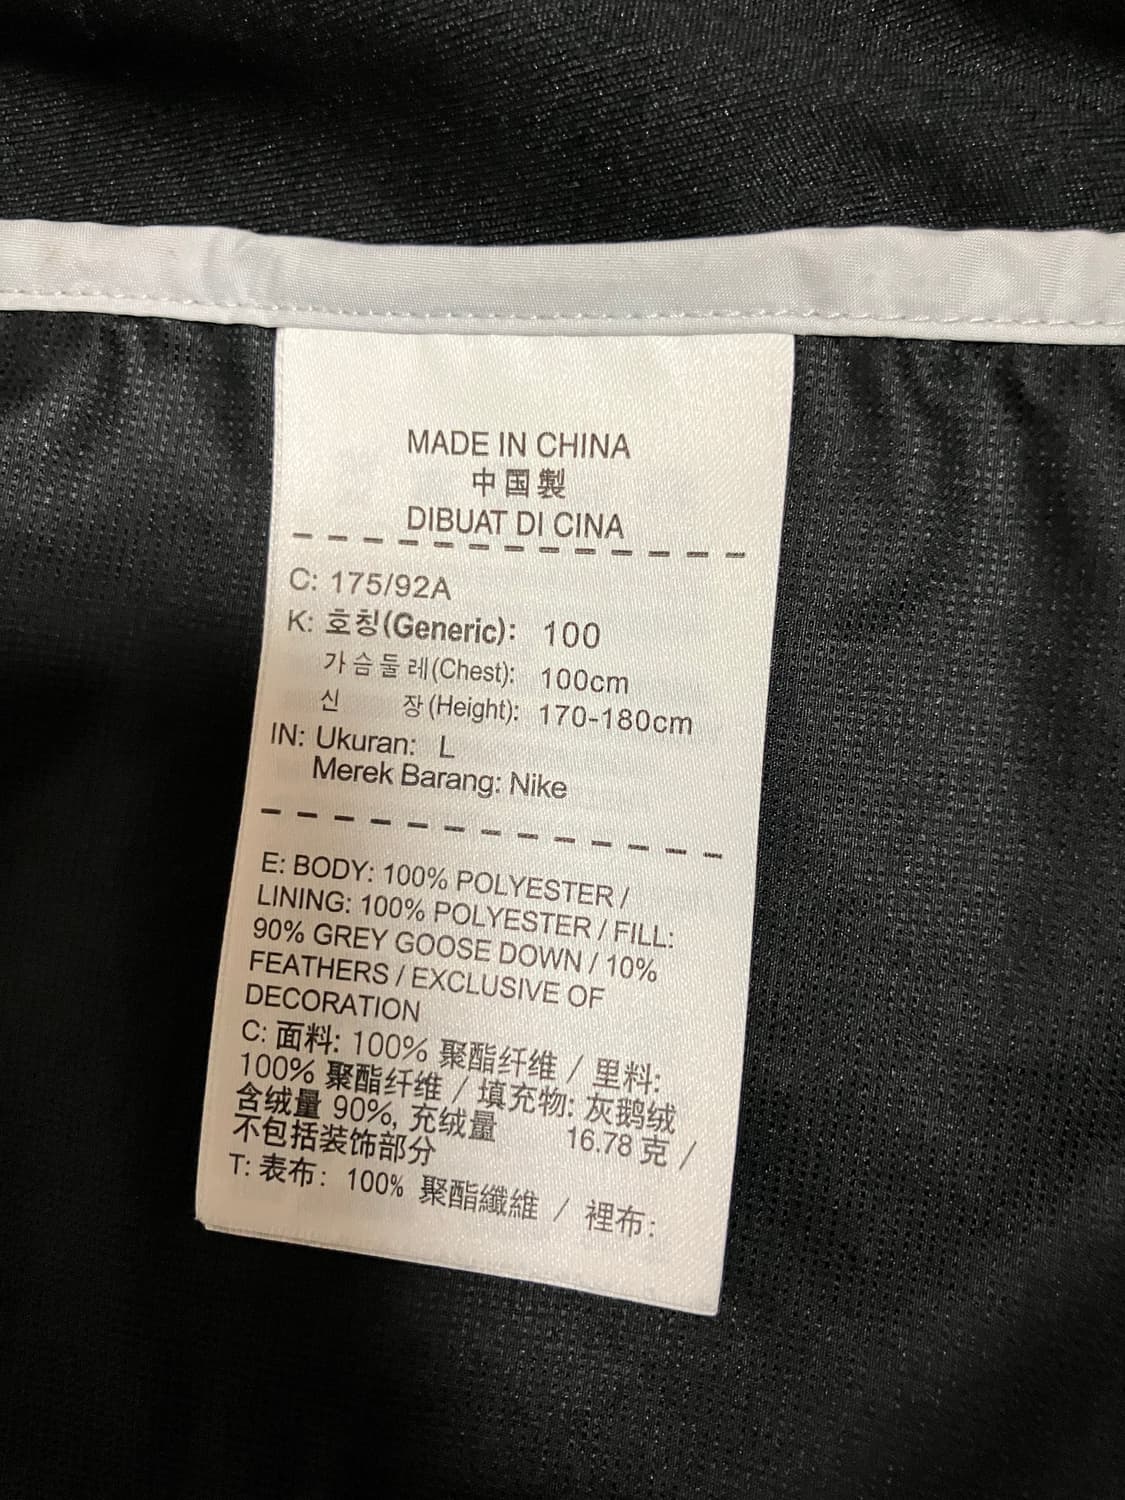 MADE IN CHINA
中国製
DIBUAT DI CINA
C: 175/92A
K: 호칭(Generic): 100
가슴둘레(Chest): 100cm
신 장(Height): 170-180cm
IN: Ukuran: L
Merek Barang: Nike
E: BODY: 100% POLYESTER /
LINING: 100% POLYESTER / FILL:
90% GREY GOOSE DOWN / 10%
FEATHERS / EXCLUSIVE OF
DECORATION
C: 面料: 100% 聚酯纤维 / 里料:
100% 聚酯纤维 / 填充物: 灰鹅绒
含绒量 90%, 充绒量 16.78 克 /
不包括装饰部分
T: 表布: 100% 聚酯纖維 / 裡布: